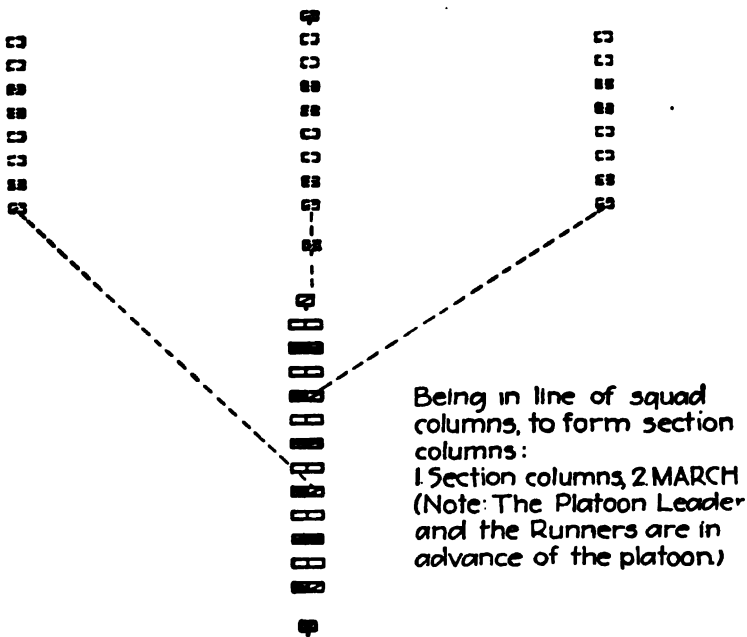 Being in line of squad
columns, to form section
columns:
1. Section columns, 2 MARCH
(Note: The Platoon Leader
and the Runners are in
advance of the platoon.)